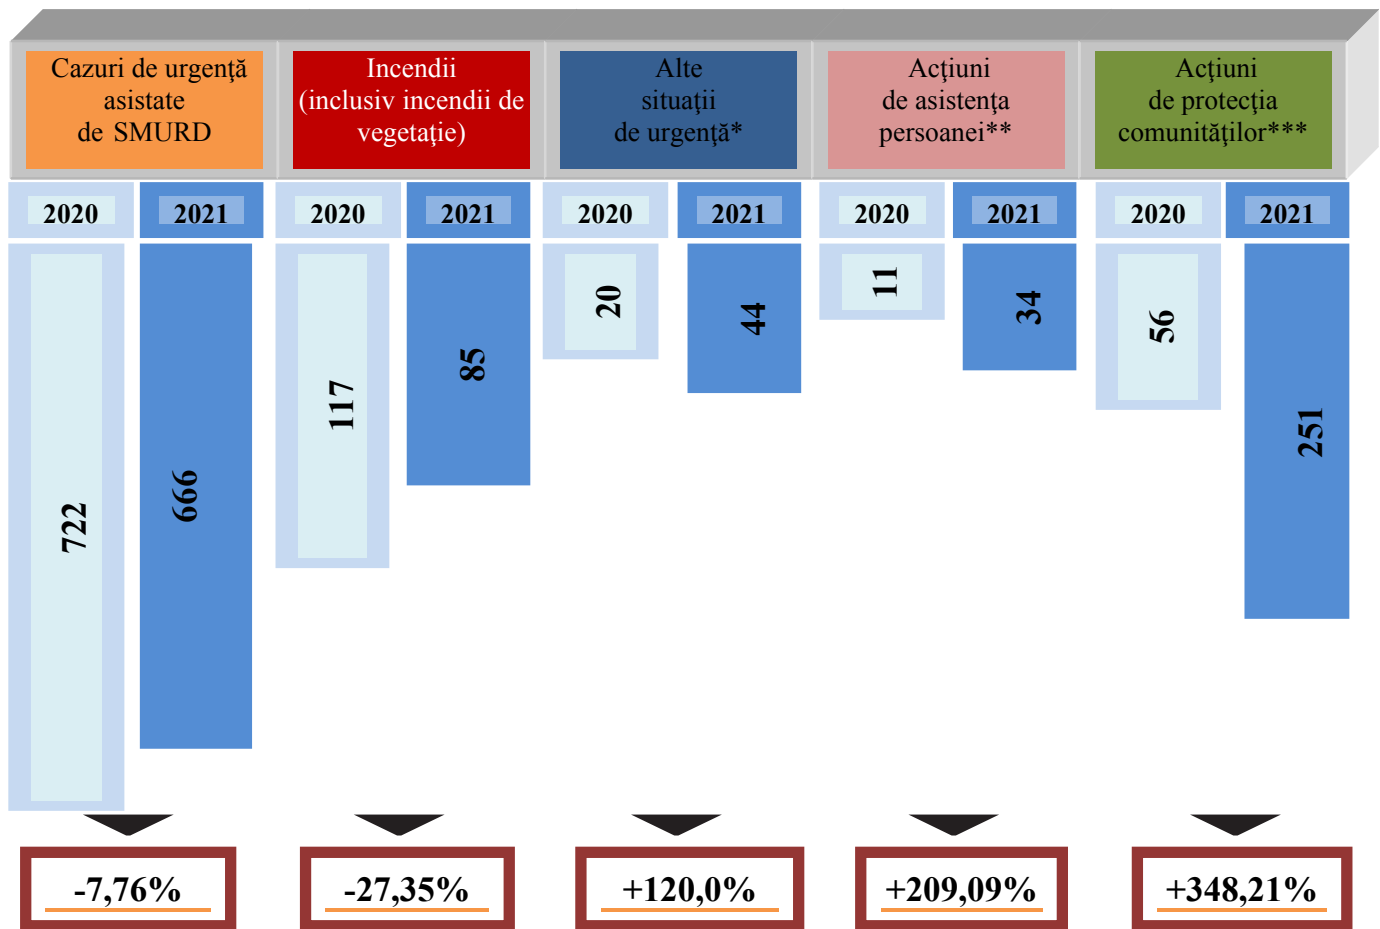 Cazuri de urgenţă
asistate
de SMURD
Incendii
(inclusiv incendii de
vegetaţie)
Alte
situaţii
de urgenţă*
Acţiuni
de asistenţa
persoanei**
Acţiuni
de protecţia
comunităţilor***
2020
2021
2020
2021
2020
2021
2020
2021
2020
2021
722
666
117
85
20
44
11
34
56
251
-7,76%
-27,35%
+120,0%
+209,09%
+348,21%